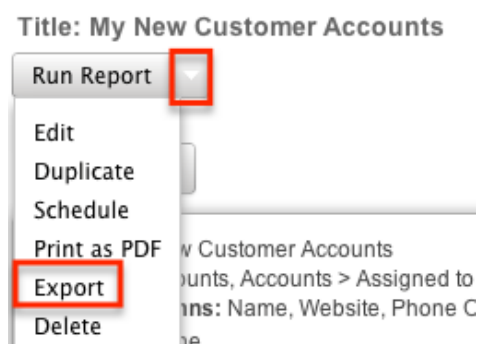 Title: My New Customer Accounts
Run Report
Edit
Duplicate
Schedule
Print as PDF
w Customer Accounts
Export
unts, Accounts > Assigned to
nns: Name, Website, Phone
Delete